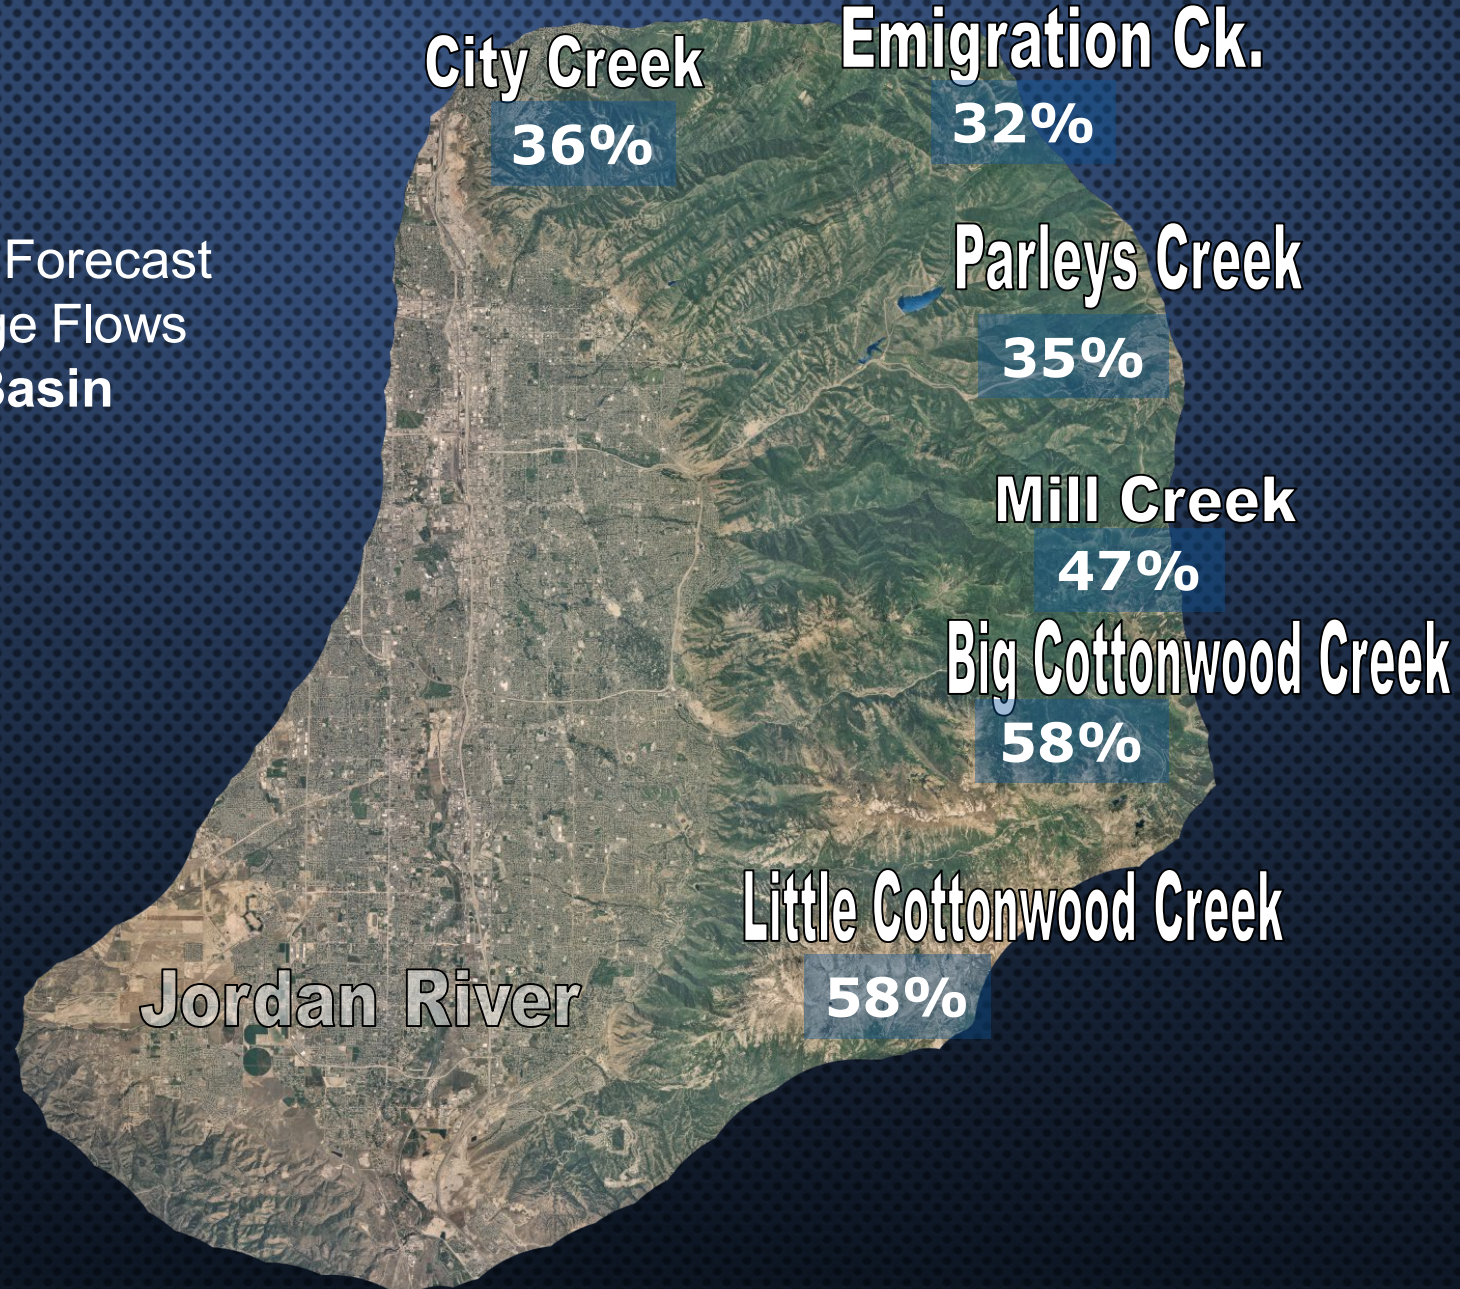 City Creek
36%
Emigration Ck.
32%
Forecast
Flows
Parleys Creek
35%
Mill Creek
47%
Big Cottonwood Creek
58%
Little Cottonwood Creek
58%
Jordan River